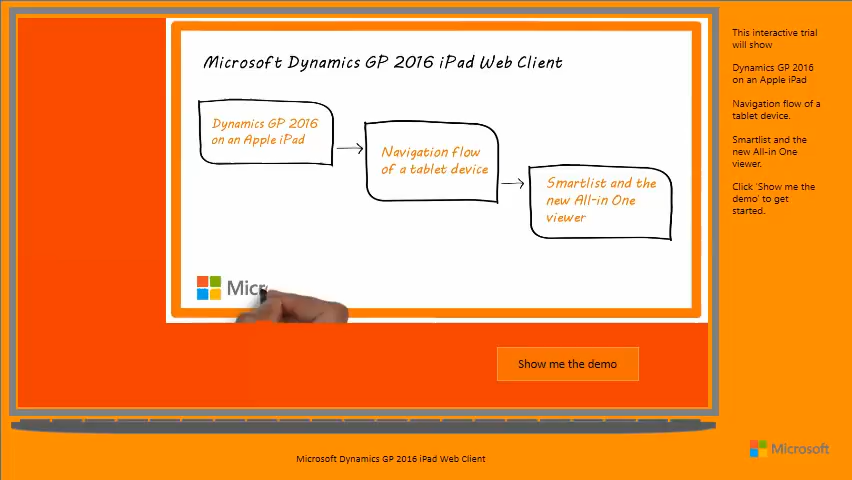 Microsoft Dynamics GP 2016 iPad Web Client
Dynamics GP 2016
on an Apple iPad
Navigation flow
of a tablet device
Smartlist and the
new All-in One
viewer
Micr
Show me the demo
This interactive trial
will show
Dynamics GP 2016
on an Apple iPad
Navigation flow of a
tablet device.
Smartlist and the
new All-in One
viewer.
Click 'Show me the
demo' to get
started.
Microsoft Dynamics GP 2016 iPad Web Client
Microsoft